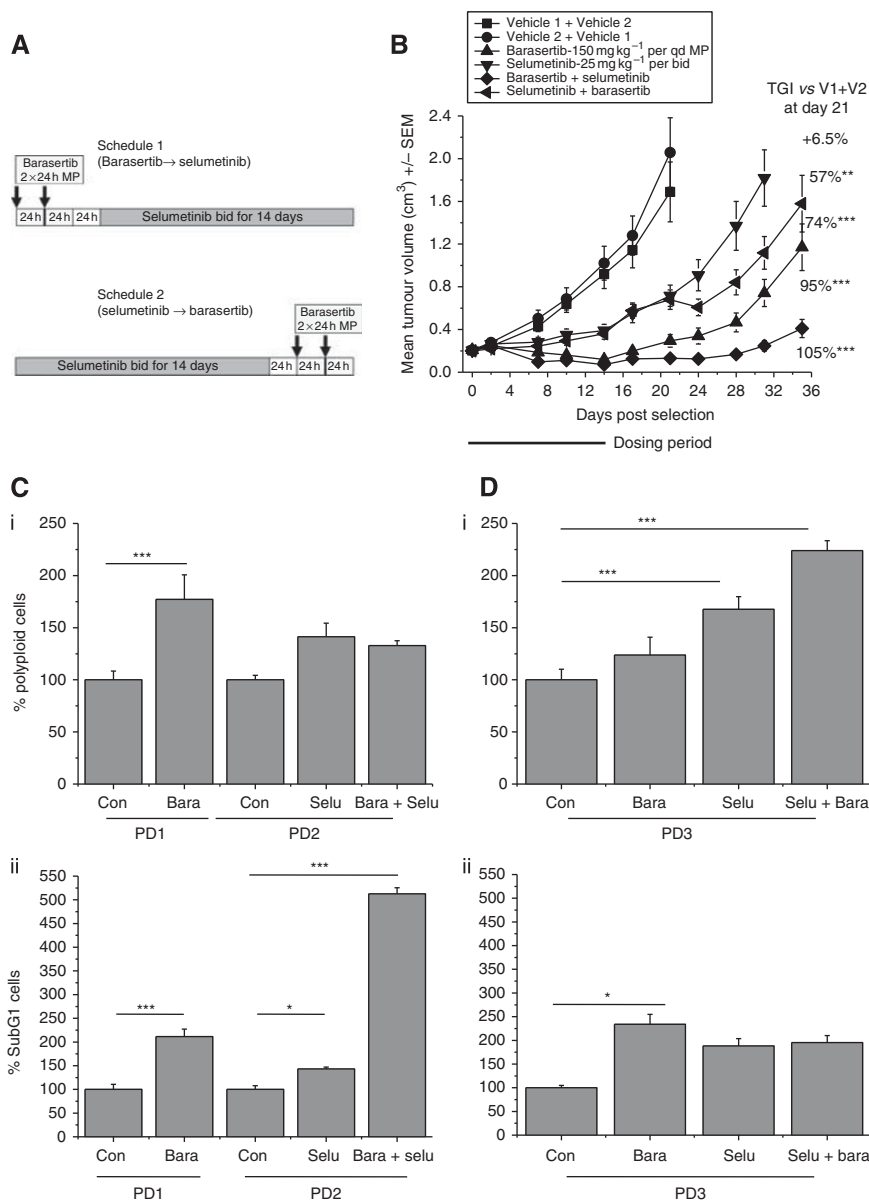 A
Schedule 1
(Barasertib→ selumetinib)
Barasertib
2×24h MP
24h 24h 24h Selumetinib bid for 14 days
Schedule 2
(selumetinib → barasertib)
Barasertib
2×24h MP
Selumetinib bid for 14 days 24h 24h 24h
B
Vehicle 1 + Vehicle 2
Vehicle 2 + Vehicle 1
Barasertib-150 mg kg−1 per qd MP
Selumetinib-25 mg kg−1 per bid
Barasertib + selumetinib
Selumetinib + barasertib
TGI vs V1+V2
at day 21
+6.5%
57%**
74%***
95%***
105%***
Mean tumour volume (cm3) +/− SEM
2.4
2.0
1.6
1.2
0.8
0.4
0.0
0 4 8 12 16 20 24 28 32 36
Days post selection
Dosing period
C
i
% polyploid cells
250
200
150
100
50
0
***
Con Bara Con Selu Bara + Selu
PD1 PD2
ii
% SubG1 cells
550
500
450
400
350
300
250
200
150
100
50
0
***
*
***
Con Bara Con Selu Bara + selu
PD1 PD2
D
i
250
200
150
100
50
0
***
***
Con Bara Selu Selu + Bara
PD3
ii
550
500
450
400
350
300
250
200
150
100
50
0
*
Con Bara Selu Selu + bara
PD3